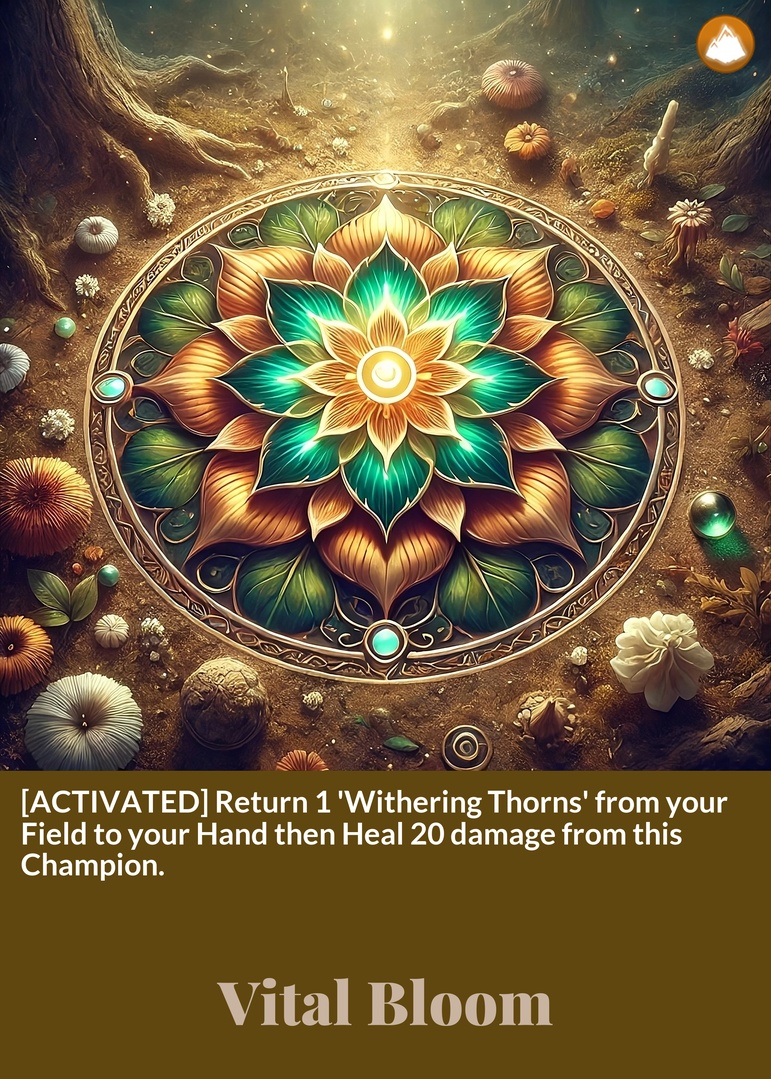 [ACTIVATED] Return 1 'Withering Thorns' from your
Field to your Hand then Heal 20 damage from this
Champion.
Vital Bloom